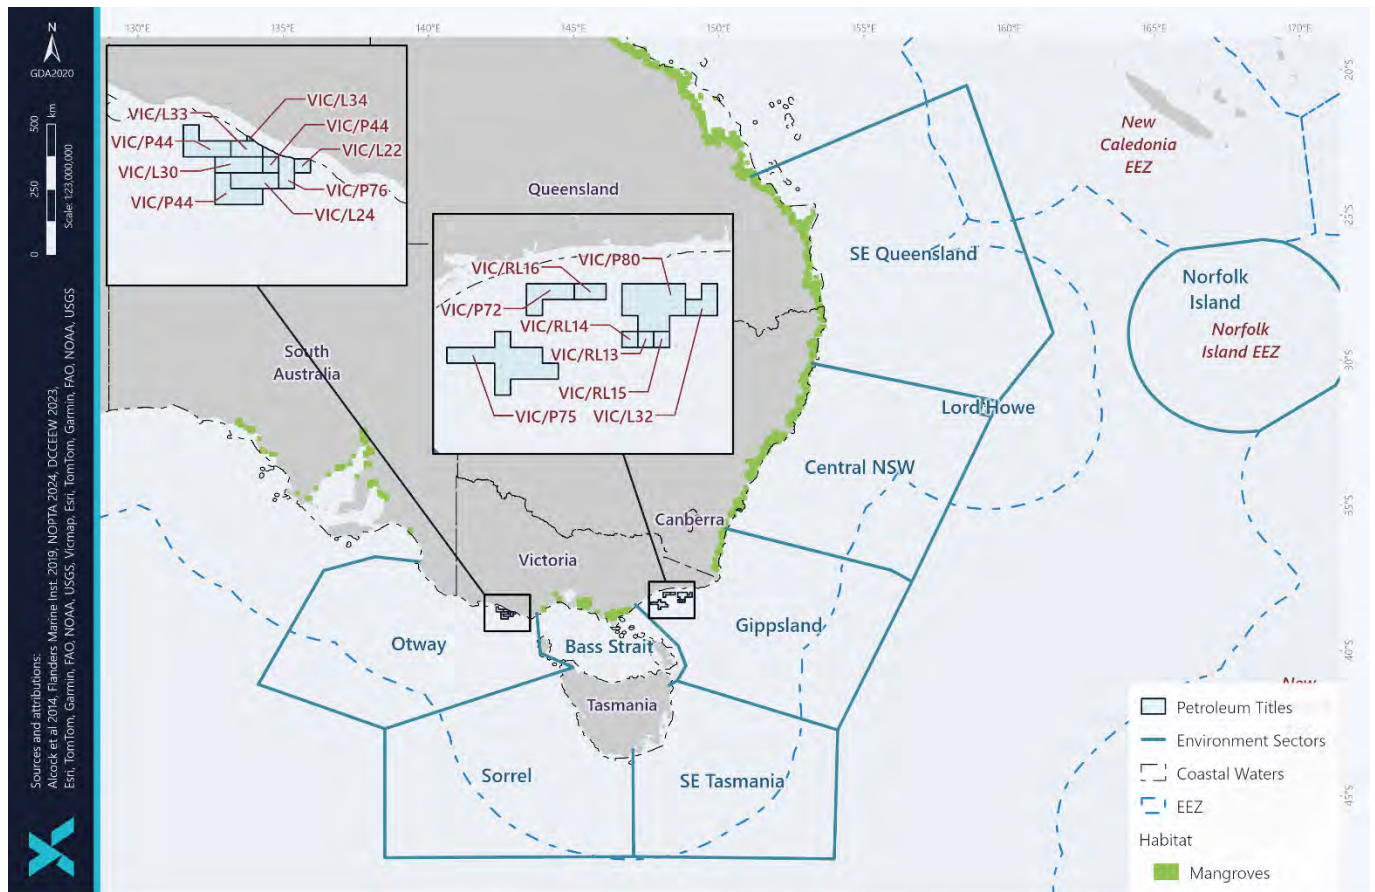 N
GDA2020
0 250 500 km
Scale: 1:23,000,000
Sources and attributions:
Alcock et al 2014, Flanders Marine Inst. 2019, NOPTA 2024, DCCEEW 2023,
Esri, TomTom, Garmin, FAO, NOAA, USGS, Vicmap, Esri, TomTom, Garmin, FAO, NOAA, USGS
130°E 135°E 140°E 145°E 150°E 155°E 160°E 165°E 170°E
20°S
25°S
30°S
35°S
40°S
45°S
VIC/L34
VIC/L33
VIC/P44
VIC/P44
VIC/L22
VIC/L30
VIC/P76
VIC/P44
VIC/L24
VIC/P80
VIC/RL16
VIC/P72
VIC/RL14
VIC/RL13
VIC/RL15
VIC/P75
VIC/L32
Queensland
South
Australia
Canberra
Victoria
Tasmania
New
Caledonia
EEZ
SE Queensland
Norfolk
Island
Norfolk
Island EEZ
Lord Howe
Central NSW
Gippsland
Bass Strait
Otway
Sorrel
SE Tasmania
New
Petroleum Titles
Environment Sectors
Coastal Waters
EEZ
Habitat
Mangroves